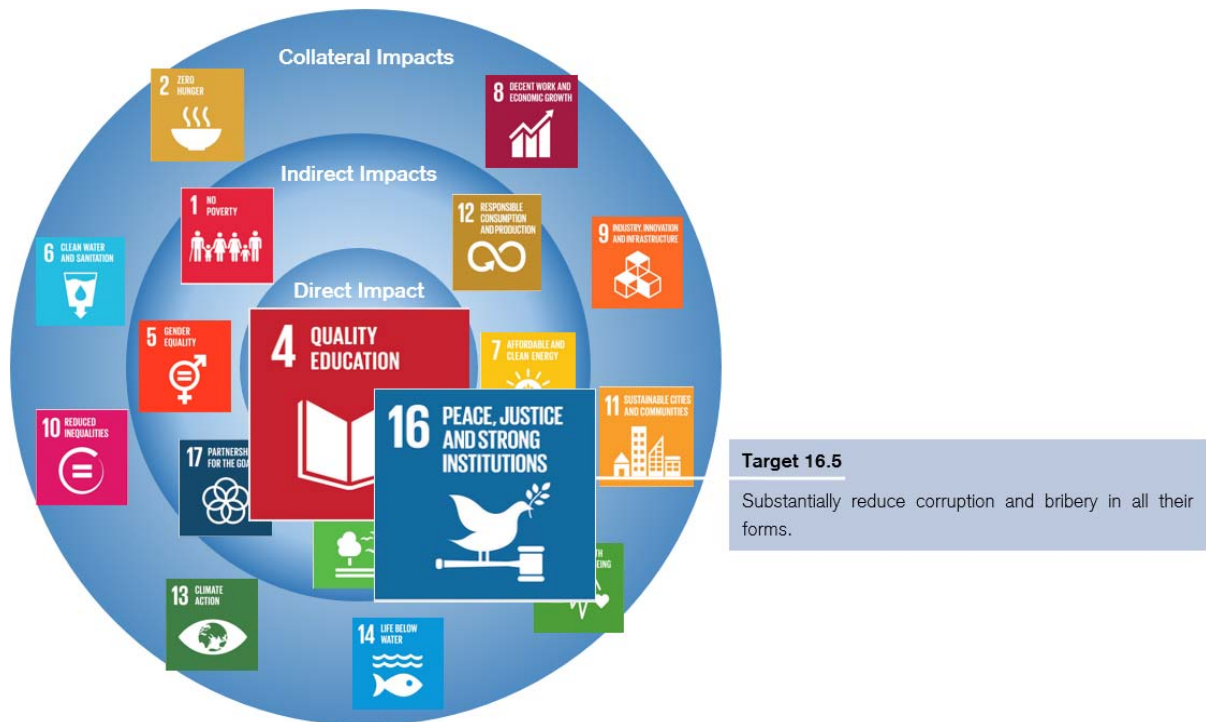 Collateral Impacts
2 ZERO
HUNGER
8 DECENT WORK AND
ECONOMIC GROWTH
Indirect Impacts
1 NO
POVERTY
12 RESPONSIBLE
CONSUMPTION
AND PRODUCTION
9 INDUSTRY, INNOVATION
AND INFRASTRUCTURE
6 CLEAN WATER
AND SANITATION
Direct Impact
5 GENDER
EQUALITY
4 QUALITY
EDUCATION
7 AFFORDABLE AND
CLEAN ENERGY
10 REDUCED
INEQUALITIES
16 PEACE, JUSTICE
AND STRONG
INSTITUTIONS
11 SUSTAINABLE CITIES
AND COMMUNITIES
17
FOR THE
Target 16.5
Substantially reduce corruption and bribery in all their
forms.
13 CLIMATE
ACTION
14 LIFE BELOW
WATER